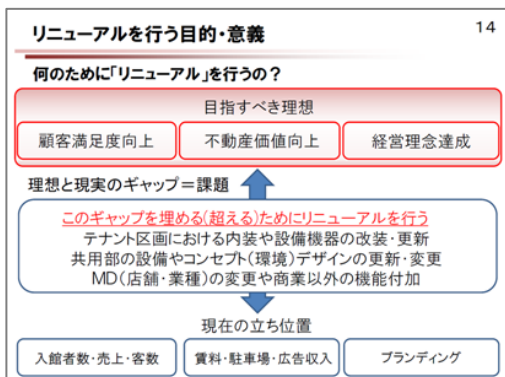 リニューアルを行う目的・意義
14
何のために「リニューアル」を行うの？
目指すべき理想
顧客満足度向上
不動産価値向上
経営理念達成
理想と現実のギャップ＝課題
このギャップを埋める(超える)ためにリニューアルを行う
テナント区画における内装や設備機器の改装・更新
共用部の設備やコンセプト(環境)デザインの更新・変更
MD(店舗・業種)の変更や商業以外の機能付加
現在の立ち位置
入館者数・売上・客数
賃料・駐車場・広告収入
ブランディング